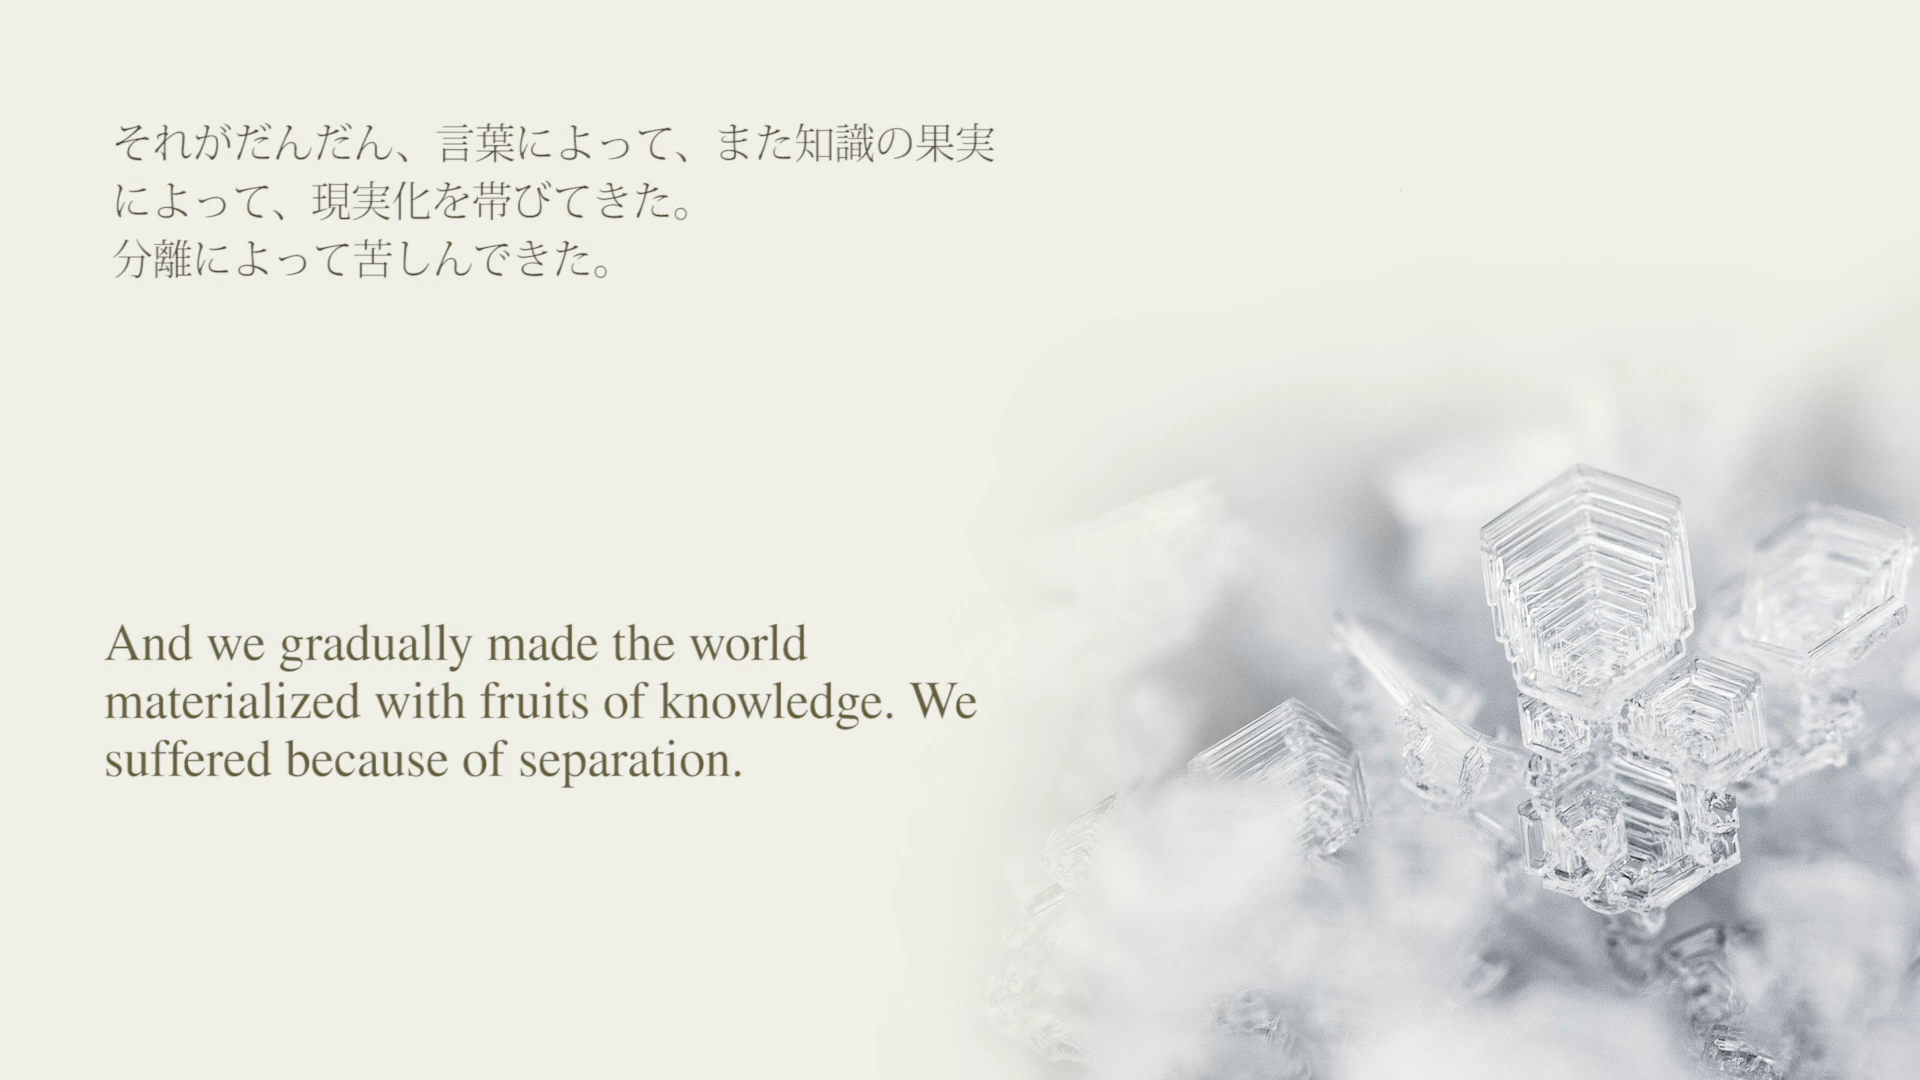 それがだんだん、言葉によって、また知識の果実
によって、現実化を帯びてきた。
分離によって苦しんできた。
And we gradually made the world
materialized with fruits of knowledge. We
suffered because of separation.